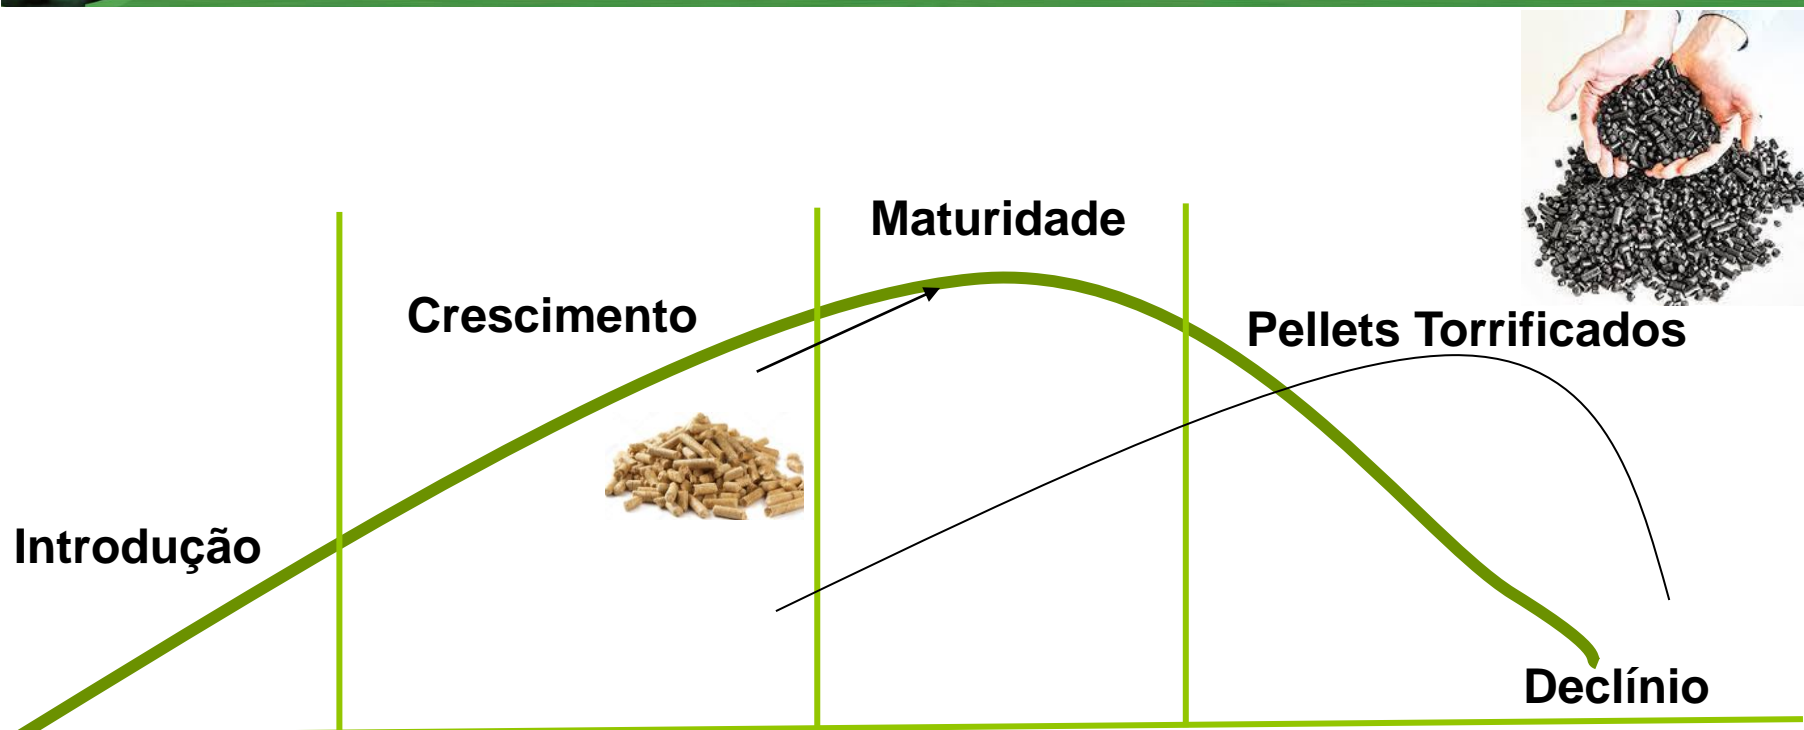 Maturidade
Crescimento
Pellets Torrificados
Introdução
Declínio